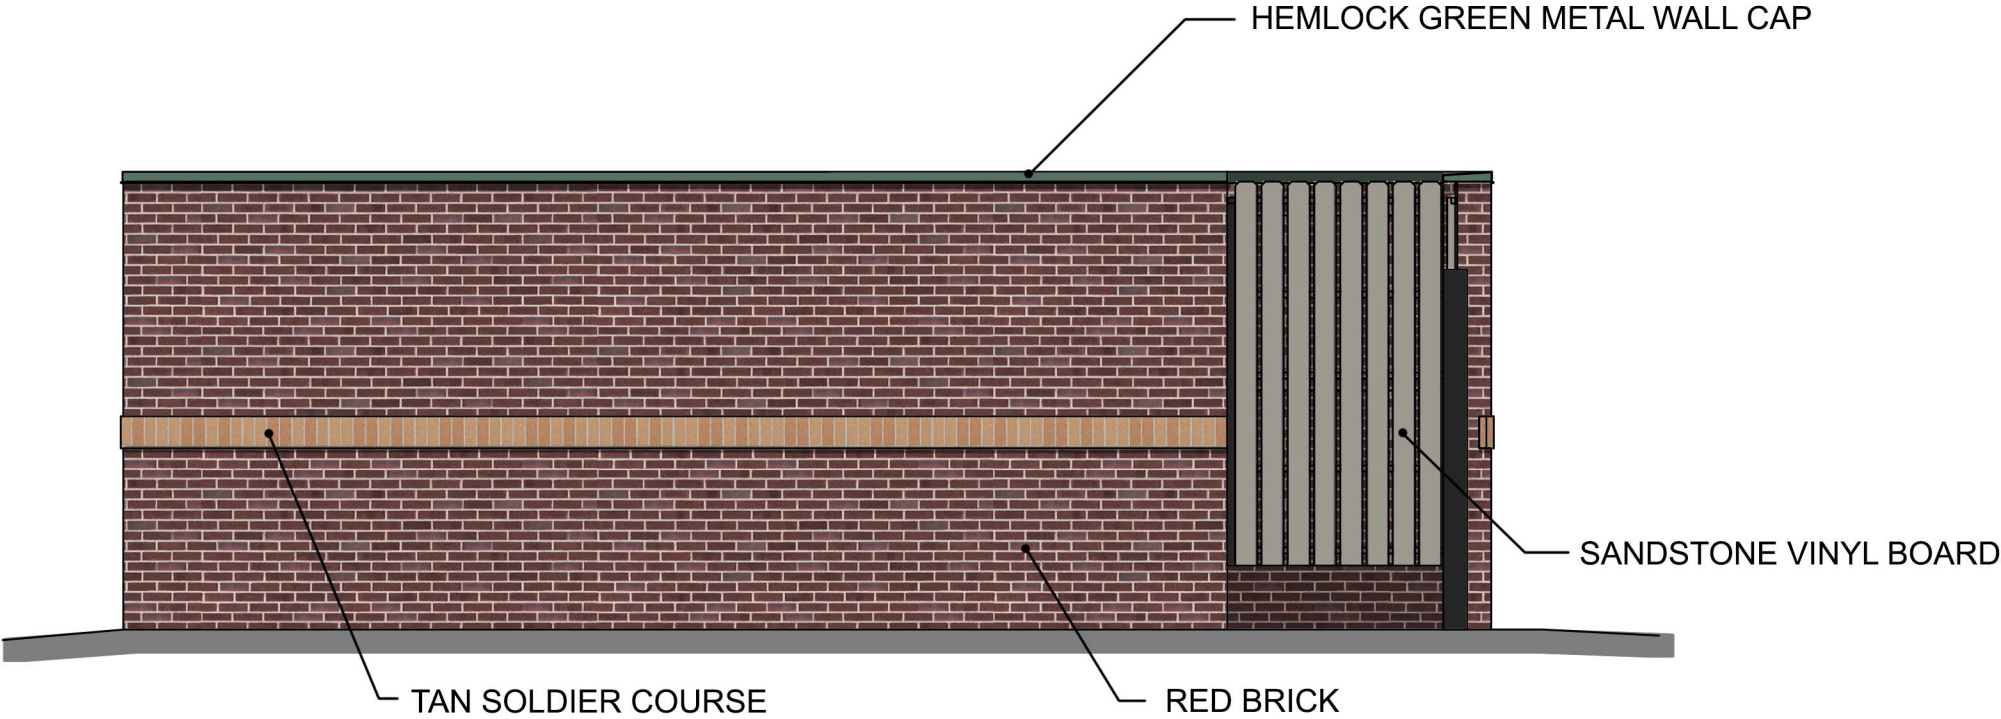 HEMLOCK GREEN METAL WALL CAP
SANDSTONE VINYL BOARD
TAN SOLDIER COURSE
RED BRICK